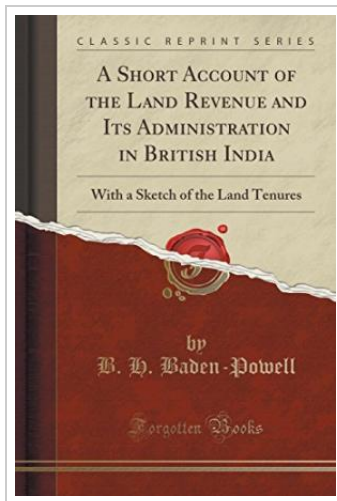 CLASSIC REPRINT SERIES
A SHORT ACCOUNT OF
THE LAND REVENUE AND
ITS ADMINISTRATION
IN BRITISH INDIA
With a Sketch of the Land Tenures
by
B. H. Baden-Powell
Forgotten Books